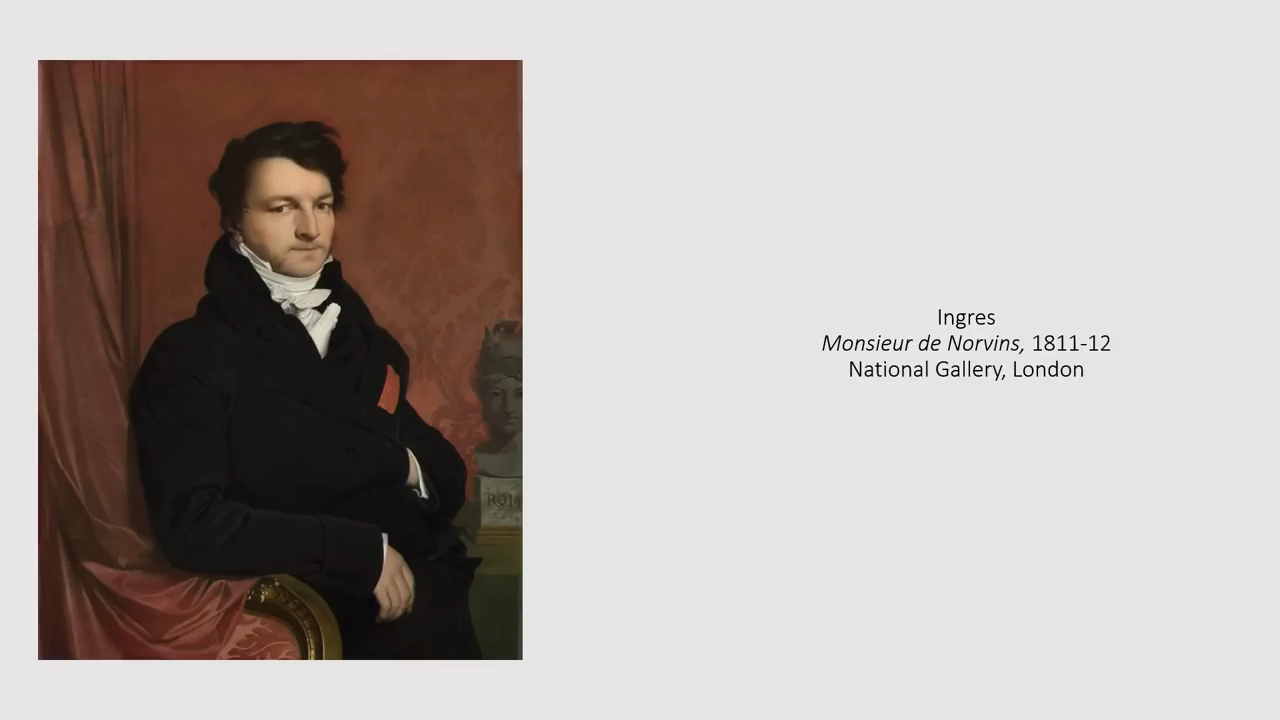 Ingres
Monsieur de Norvins, 1811-12
National Gallery, London